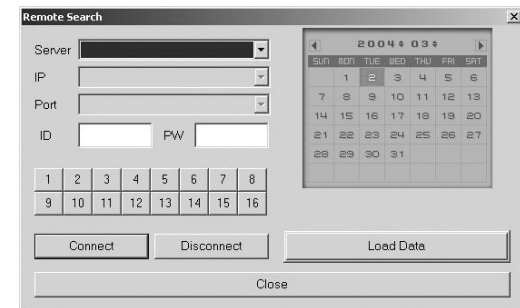 Remote Search
Server
IP
Port
ID PW
1 2 3 4 5 6 7 8
9 10 11 12 13 14 15 16
Connect Disconnect
2004 03
SUN MON TUE WED THU FRI SAT
1 2 3 4 5 6
7 8 9 10 11 12 13
14 15 16 17 18 19 20
21 22 23 24 25 26 27
28 29 30 31
Load Data
Close